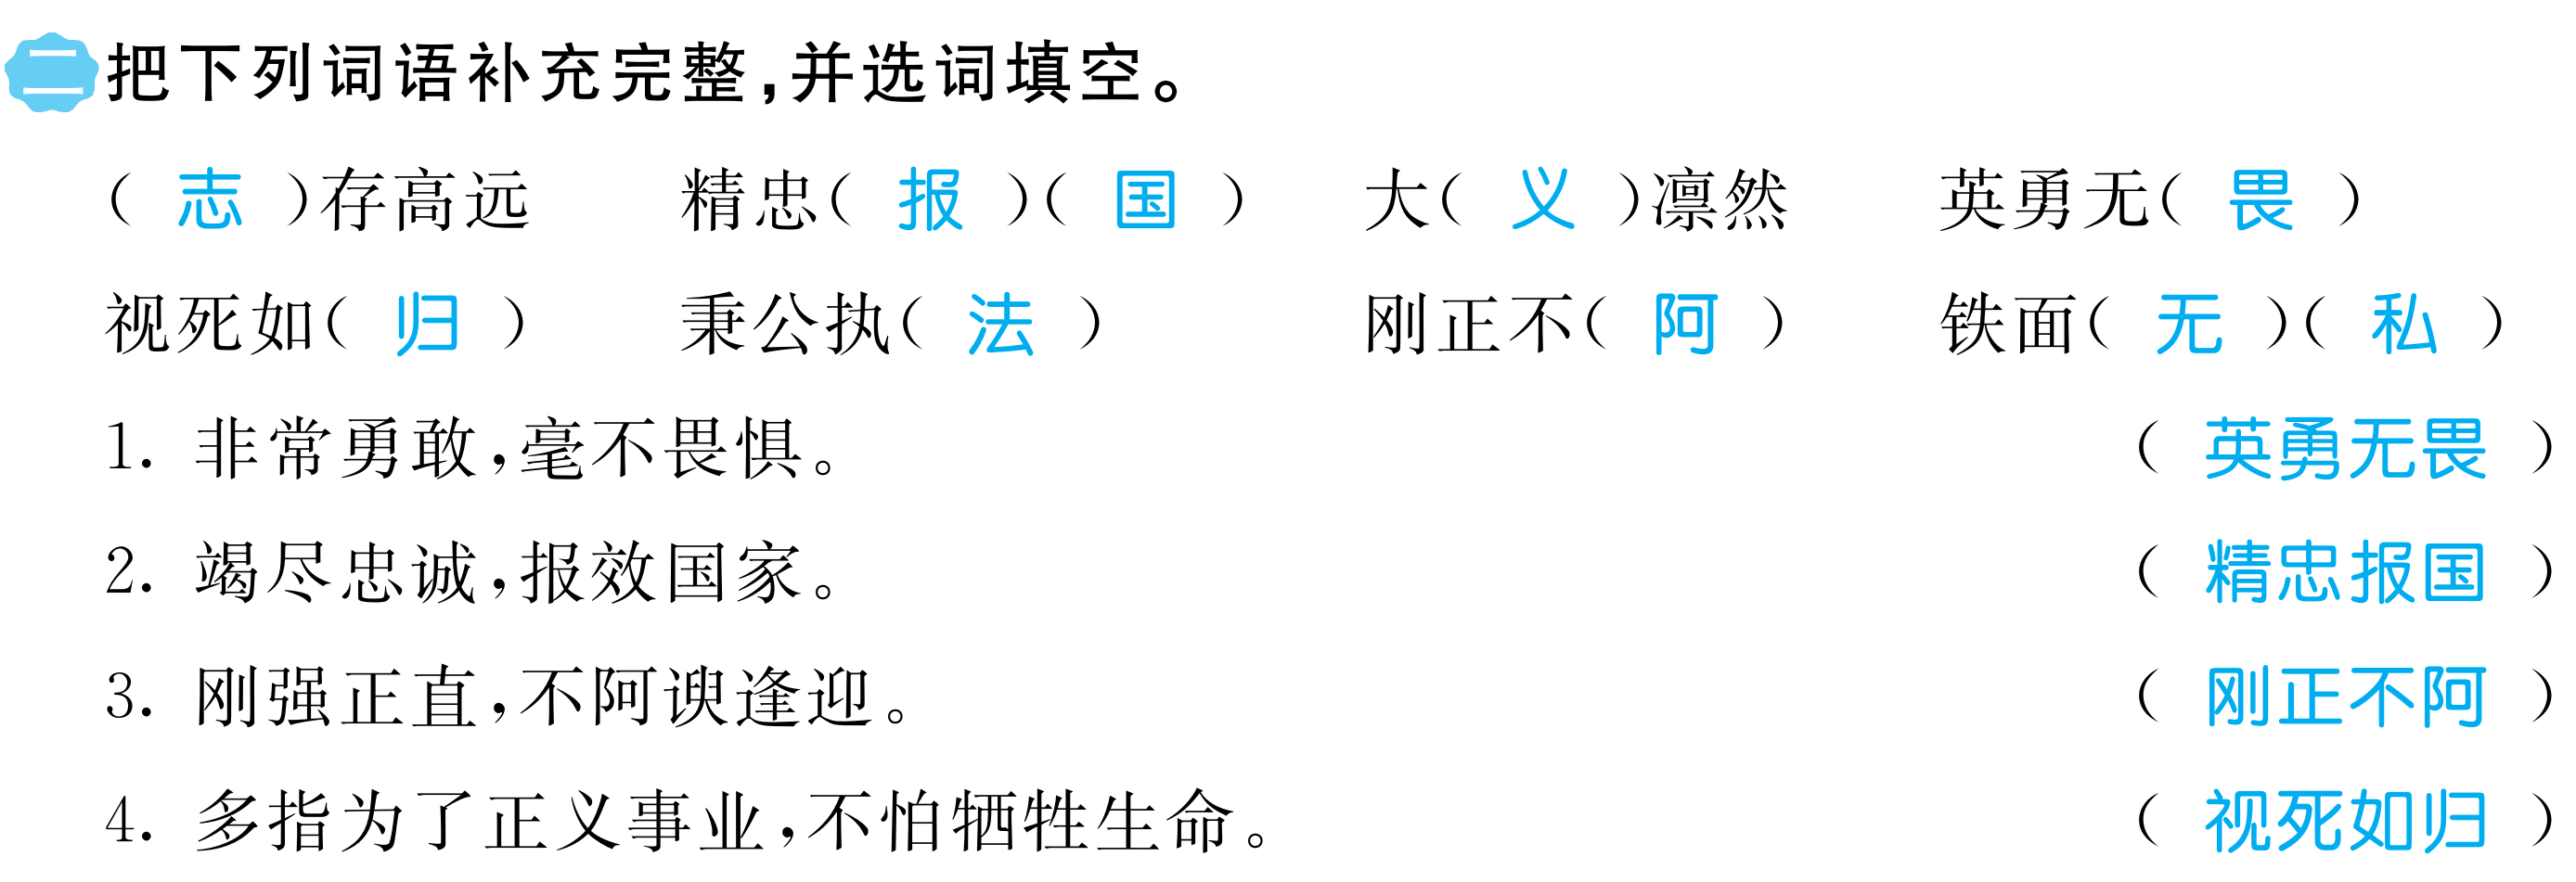 二 把下列词语补充完整,并选词填空。
( 志 )存高远 精忠( 报 )( 国 ) 大( 义 )凛然 英勇无( 畏 )
视死如( 归 ) 秉公执( 法 ) 刚正不( 阿 ) 铁面( 无 )( 私 )
1. 非常勇敢,毫不畏惧。 ( 英勇无畏 )
2. 竭尽忠诚,报效国家。 ( 精忠报国 )
3. 刚强正直,不阿谀逢迎。 ( 刚正不阿 )
4. 多指为了正义事业,不怕牺牲生命。 ( 视死如归 )